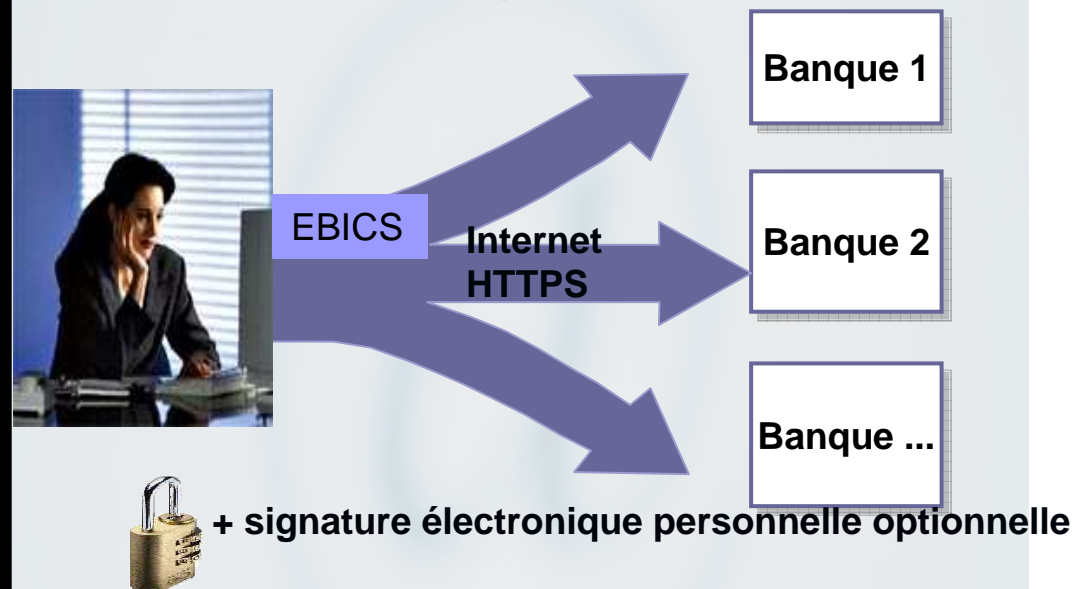 Banque 1
EBICS
Internet
HTTPS
Banque 2
Banque ...
+ signature électronique personnelle optionnelle